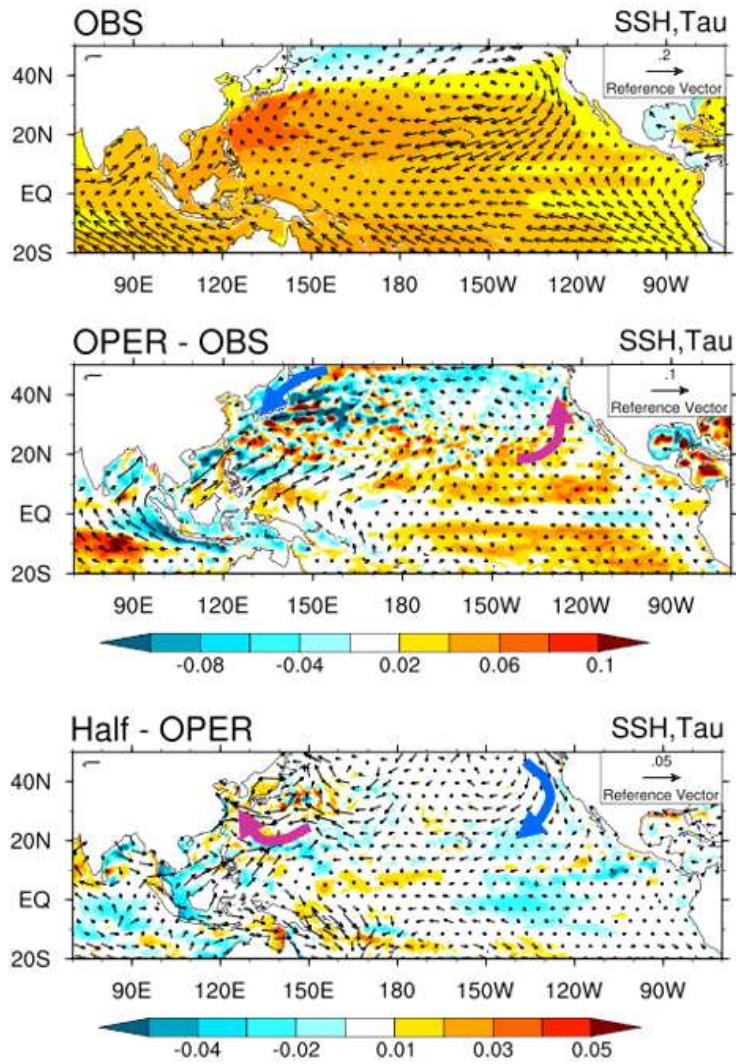 OBS SSH,Tau
.2
Reference Vector
40N
20N
EQ
20S
90E 120E 150E 180 150W 120W 90W
OPER - OBS SSH,Tau
.1
Reference Vector
40N
20N
EQ
20S
90E 120E 150E 180 150W 120W 90W
-0.08 -0.04 0.02 0.06 0.1
Half - OPER SSH,Tau
.05
Reference Vector
40N
20N
EQ
20S
90E 120E 150E 180 150W 120W 90W
-0.04 -0.02 0.01 0.03 0.05